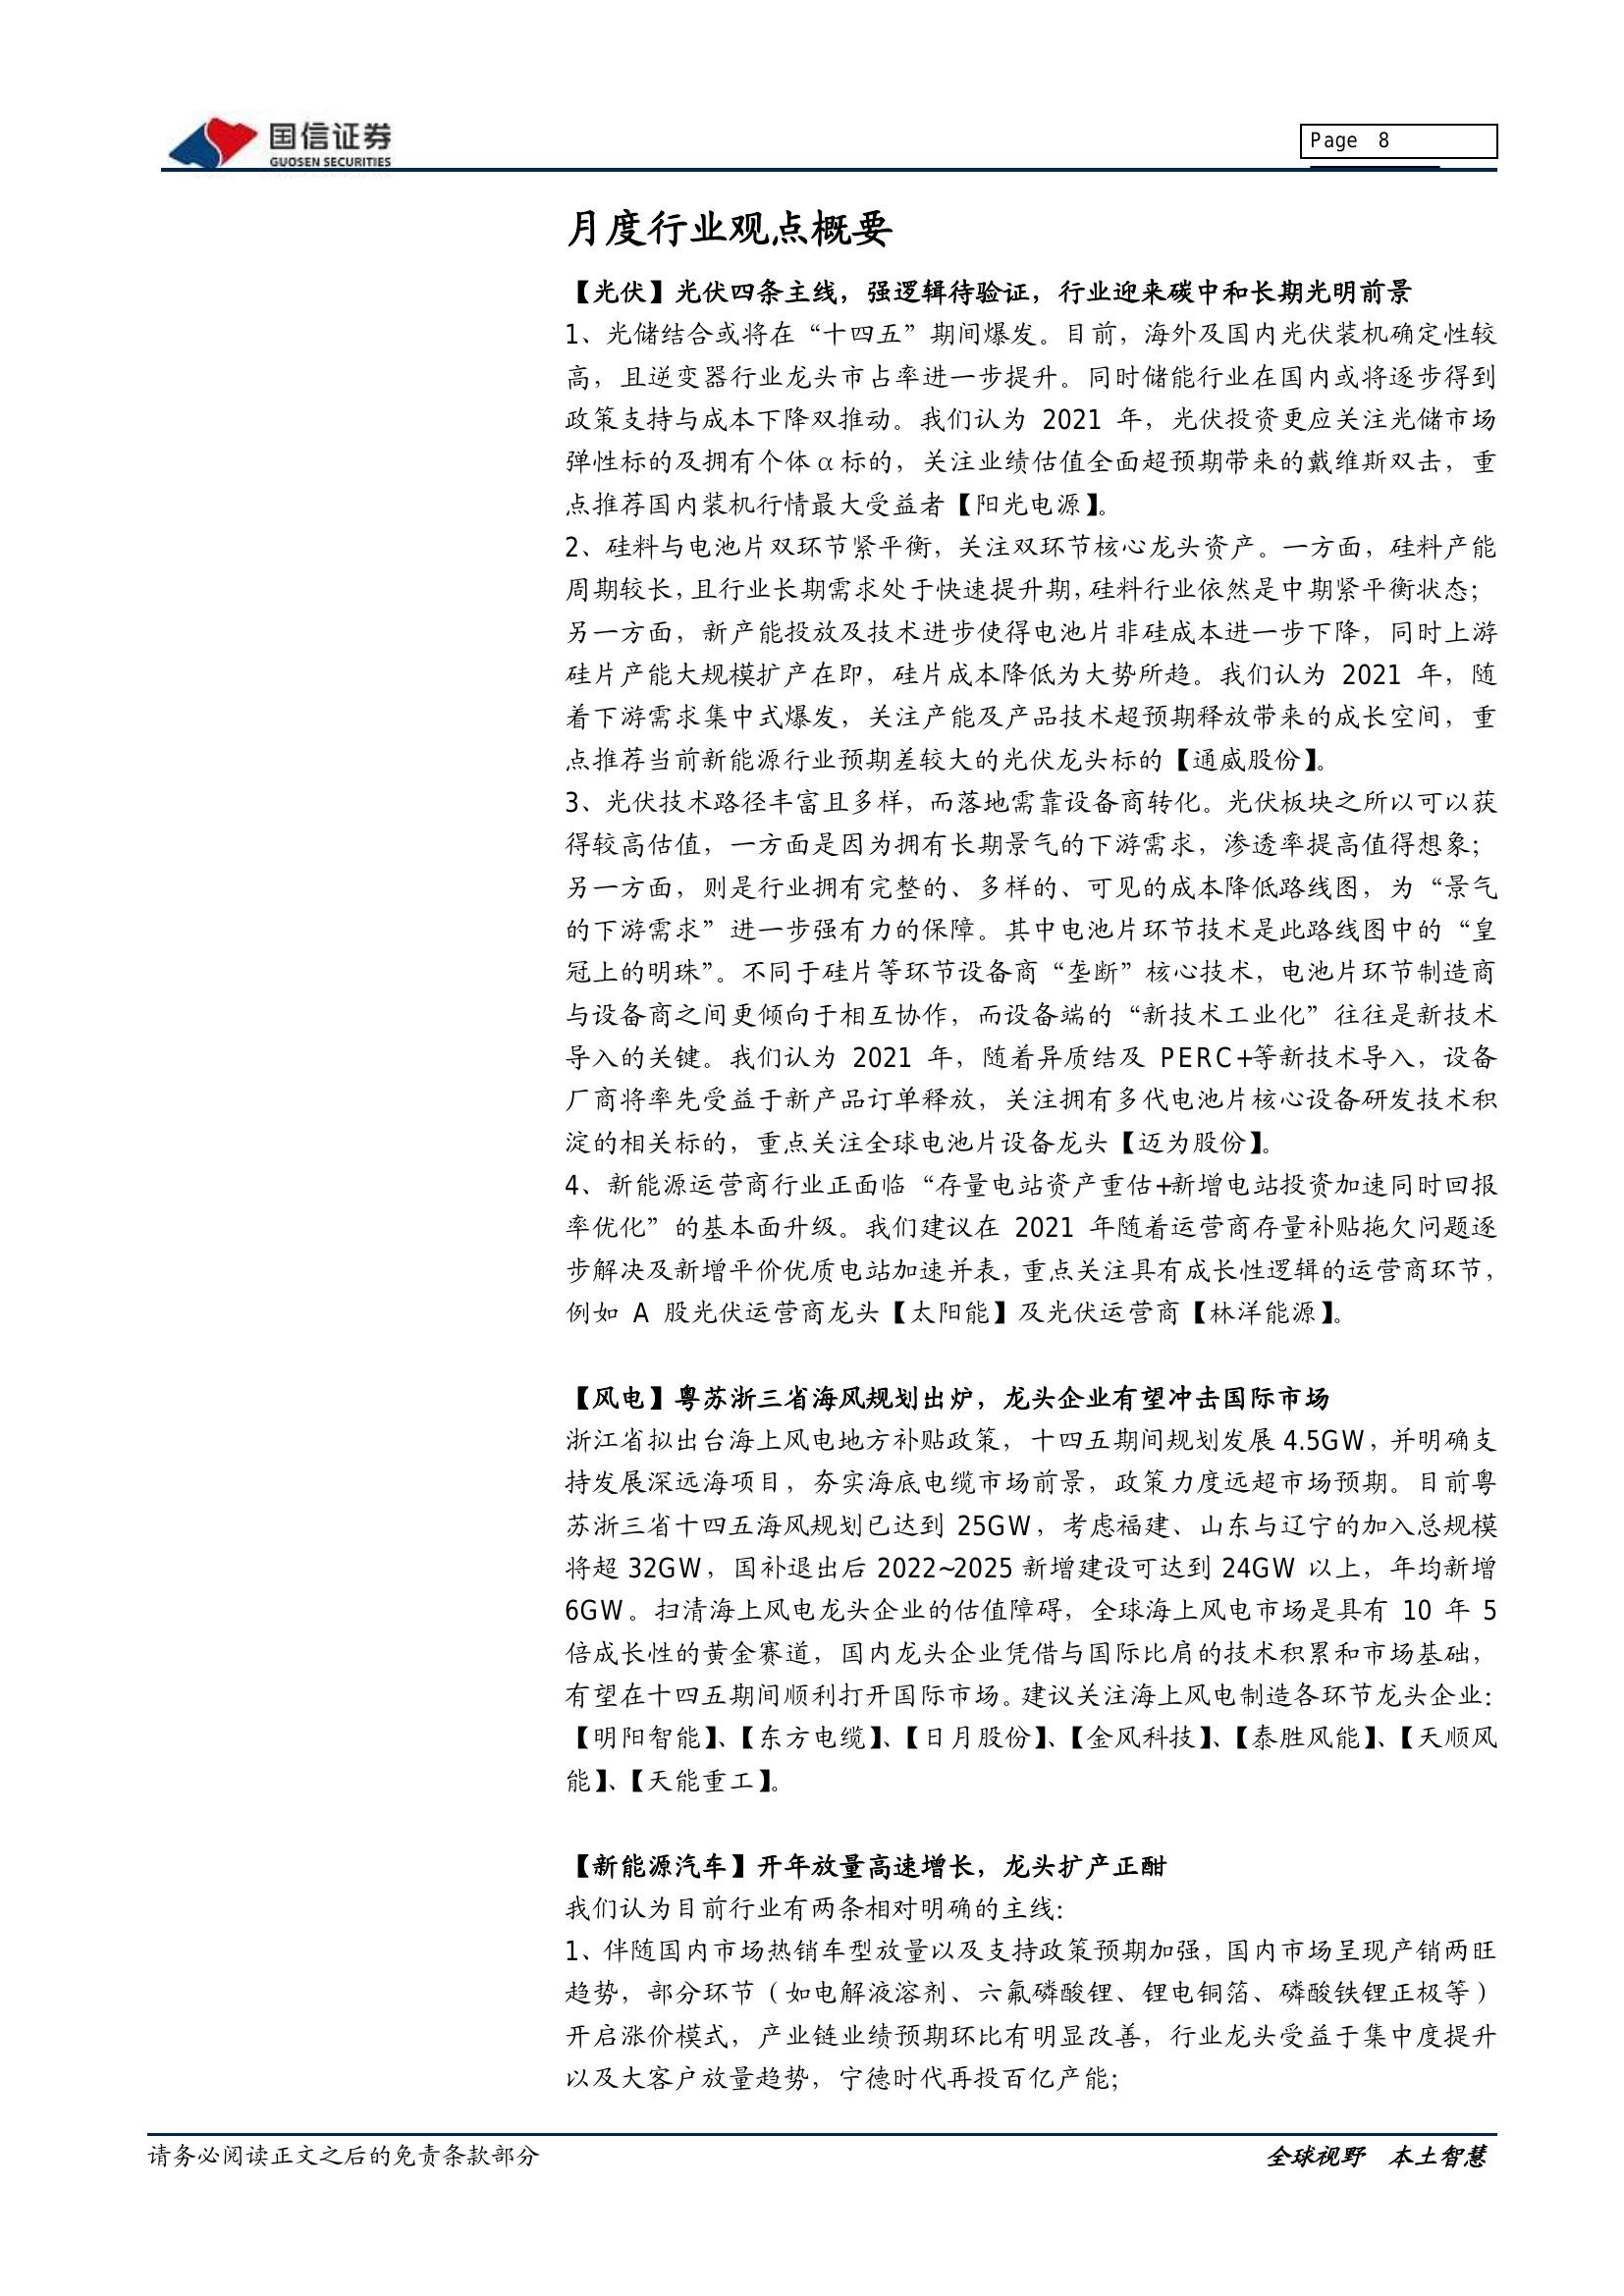 国信证券
GUOSEN SECURITIES
Page 8
月度行业观点概要
【光伏】光伏四条主线，强逻辑待验证，行业迎来碳中和长期光明前景
1、光储结合或将在“十四五”期间爆发。目前，海外及国内光伏装机确定性较
高，且逆变器行业龙头市占率进一步提升。同时储能行业在国内或将逐步得到
政策支持与成本下降双推动。我们认为 2021 年，光伏投资更应关注光储市场
弹性标的及拥有个体α标的，关注业绩估值全面超预期带来的戴维斯双击，重
点推荐国内装机行情最大受益者【阳光电源】。
2、硅料与电池片双环节紧平衡，关注双环节核心龙头资产。一方面，硅料产能
周期较长，且行业长期需求处于快速提升期，硅料行业依然是中期紧平衡状态；
另一方面，新产能投放及技术进步使得电池片非硅成本进一步下降，同时上游
硅片产能大规模扩产在即，硅片成本降低为大势所趋。我们认为 2021 年，随
着下游需求集中式爆发，关注产能及产品技术超预期释放带来的成长空间，重
点推荐当前新能源行业预期差较大的光伏龙头标的【通威股份】。
3、光伏技术路径丰富且多样，而落地需靠设备商转化。光伏板块之所以可以获
得较高估值，一方面是因为拥有长期景气的下游需求，渗透率提高值得想象；
另一方面，则是行业拥有完整的、多样的、可见的成本降低路线图，为“景气
的下游需求”进一步强有力的保障。其中电池片环节技术是此路线图中的“皇
冠上的明珠”。不同于硅片等环节设备商“垄断”核心技术，电池片环节制造商
与设备商之间更倾向于相互协作，而设备端的“新技术工业化”往往是新技术
导入的关键。我们认为 2021 年，随着异质结及 PERC+等新技术导入，设备
厂商将率先受益于新产品订单释放，关注拥有多代电池片核心设备研发技术积
淀的相关标的，重点关注全球电池片设备龙头【迈为股份】。
4、新能源运营商行业正面临“存量电站资产重估+新增电站投资加速同时回报
率优化”的基本面升级。我们建议在 2021 年随着运营商存量补贴拖欠问题逐
步解决及新增平价优质电站加速并表，重点关注具有成长性逻辑的运营商环节，
例如 A 股光伏运营商龙头【太阳能】及光伏运营商【林洋能源】。
【风电】粤苏浙三省海风规划出炉，龙头企业有望冲击国际市场
浙江省拟出台海上风电地方补贴政策，十四五期间规划发展 4.5GW，并明确支
持发展深远海项目，夯实海底电缆市场前景，政策力度远超市场预期。目前粤
苏浙三省十四五海风规划已达到 25GW，考虑福建、山东与辽宁的加入总规模
将超 32GW，国补退出后 2022~2025 新增建设可达到 24GW 以上，年均新增
6GW。扫清海上风电龙头企业的估值障碍，全球海上风电市场是具有 10 年 5
倍成长性的黄金赛道，国内龙头企业凭借与国际比肩的技术积累和市场基础，
有望在十四五期间顺利打开国际市场。建议关注海上风电制造各环节龙头企业：
【明阳智能】、【东方电缆】、【日月股份】、【金风科技】、【泰胜风能】、【天顺风
能】、【天能重工】。
【新能源汽车】开年放量高速增长，龙头扩产正酣
我们认为目前行业有两条相对明确的主线：
1、伴随国内市场热销车型放量以及支持政策预期加强，国内市场呈现产销两旺
趋势，部分环节（如电解液溶剂、六氟磷酸锂、锂电铜箔、磷酸铁锂正极等）
开启涨价模式，产业链业绩预期环比有明显改善，行业龙头受益于集中度提升
以及大客户放量趋势，宁德时代再投百亿产能；
请务必阅读正文之后的免责条款部分
全球视野 本土智慧